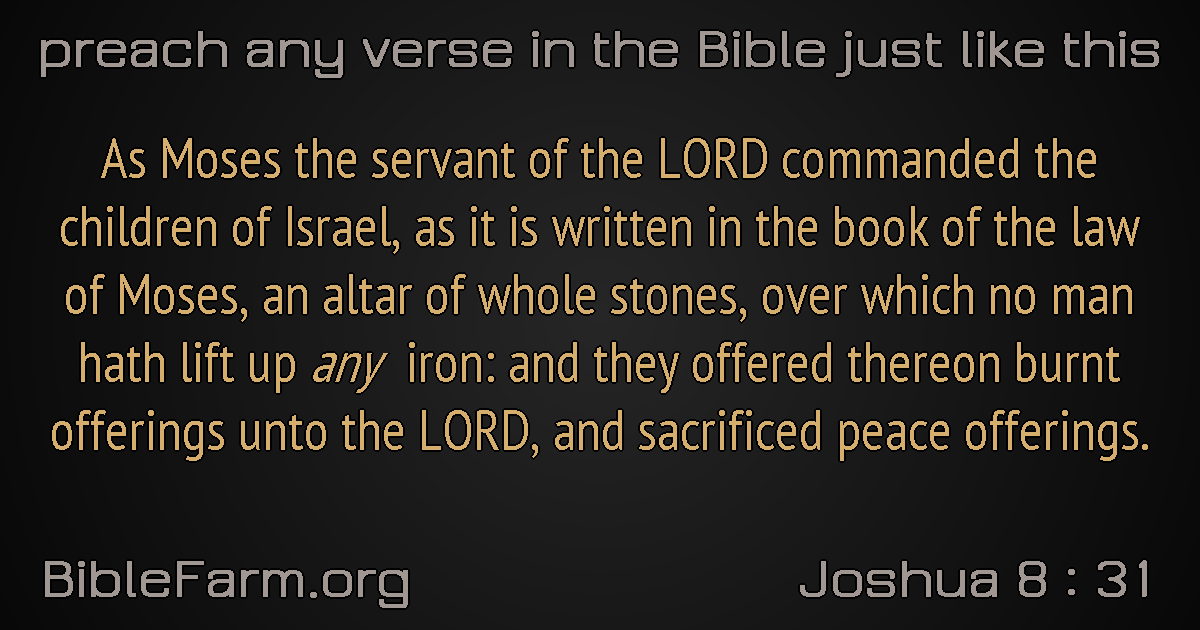 preach any verse in the Bible just like this
As Moses the servant of the LORD commanded the
children of Israel, as it is written in the book of the law
of Moses, an altar of whole stones, over which no man
hath lift up any iron: and they offered thereon burnt
offerings unto the LORD, and sacrificed peace offerings.
BibleFarm.org
Joshua 8 : 31